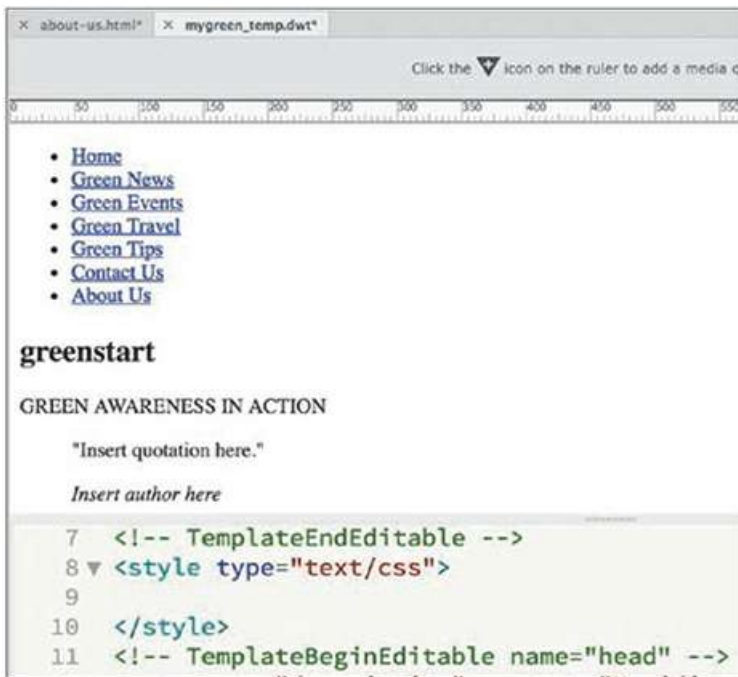 × about-us.html* × mygreen_temp.dwt*
Click the icon on the ruler to add a media
0 50 100 150 200 250 300 350 400 450 500 550
• Home
• Green News
• Green Events
• Green Travel
• Green Tips
• Contact Us
• About Us
greenstart
GREEN AWARENESS IN ACTION
"Insert quotation here."
Insert author here
7 <!-- TemplateEndEditable -->
8 ▼ <style type="text/css">
9
10 </style>
11 <!-- TemplateBeginEditable name="head" -->